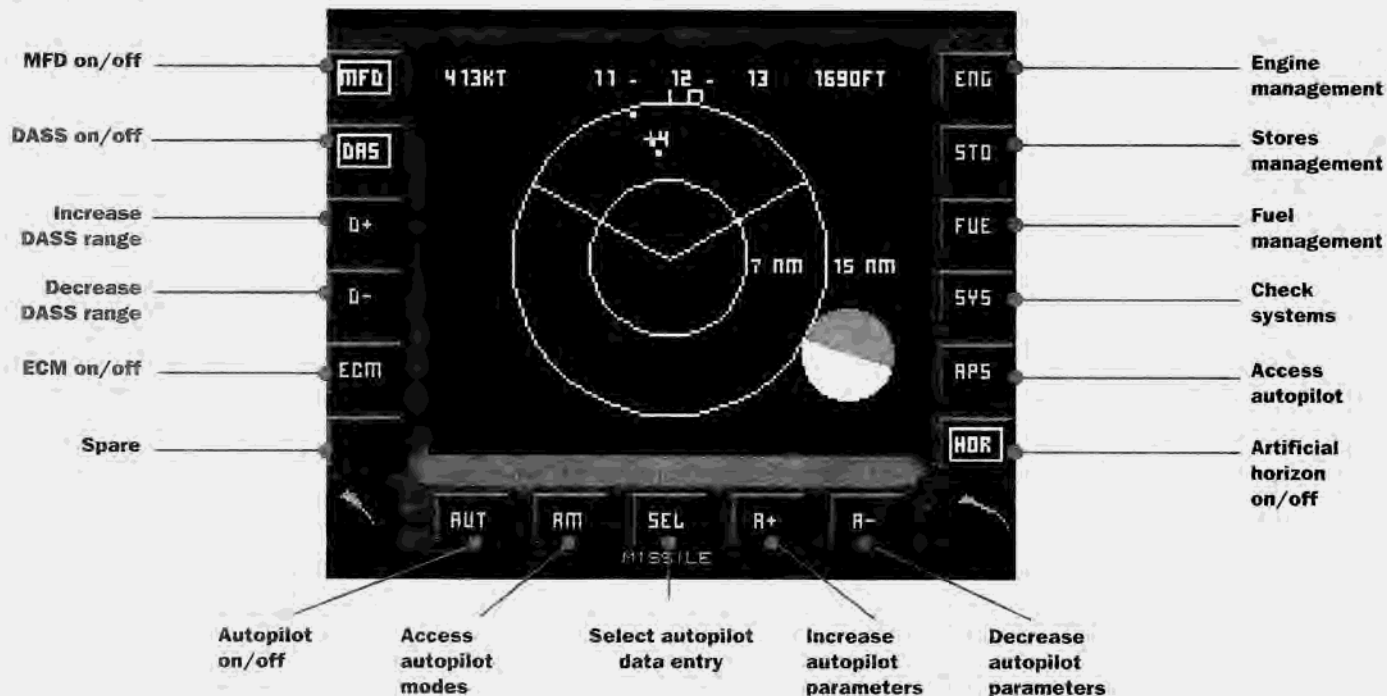 MFD on/off
DASS on/off
Increase
DASS range
Decrease
DASS range
ECM on/off
Spare
MFD
DAS
D+
D-
ECM
413KT 11 - 12 - 13 1690FT
+4
7 nm 15 nm
ENG
STO
FUE
SYS
APS
HOR
Engine
management
Stores
management
Fuel
management
Check
systems
Access
autopilot
Artificial
horizon
on/off
AUT AM SEL A+ A-
MISSILE
Autopilot
on/off
Access
autopilot
modes
Select autopilot
data entry
Increase
autopilot
parameters
Decrease
autopilot
parameters